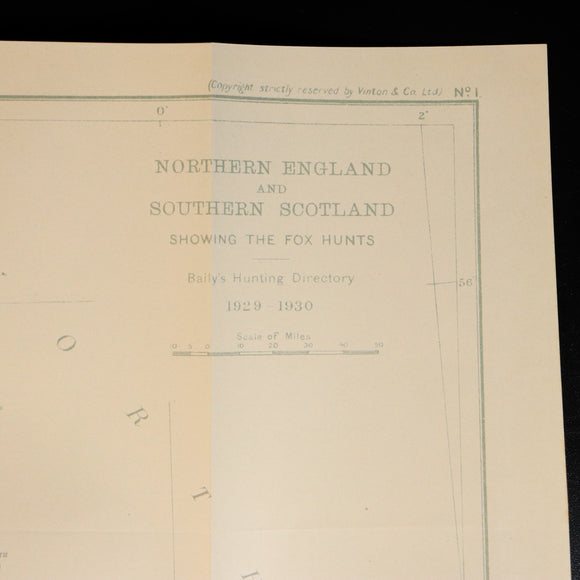 (Copyright strictly reserved by Vinton & Co. Ltd) No. 1.
0° 2°
NORTHERN ENGLAND
AND
SOUTHERN SCOTLAND
SHOWING THE FOX HUNTS
Baily's Hunting Directory
56
1929-1930
Scale of Miles
10 5 0 10 20 30 40 50
O
R
T